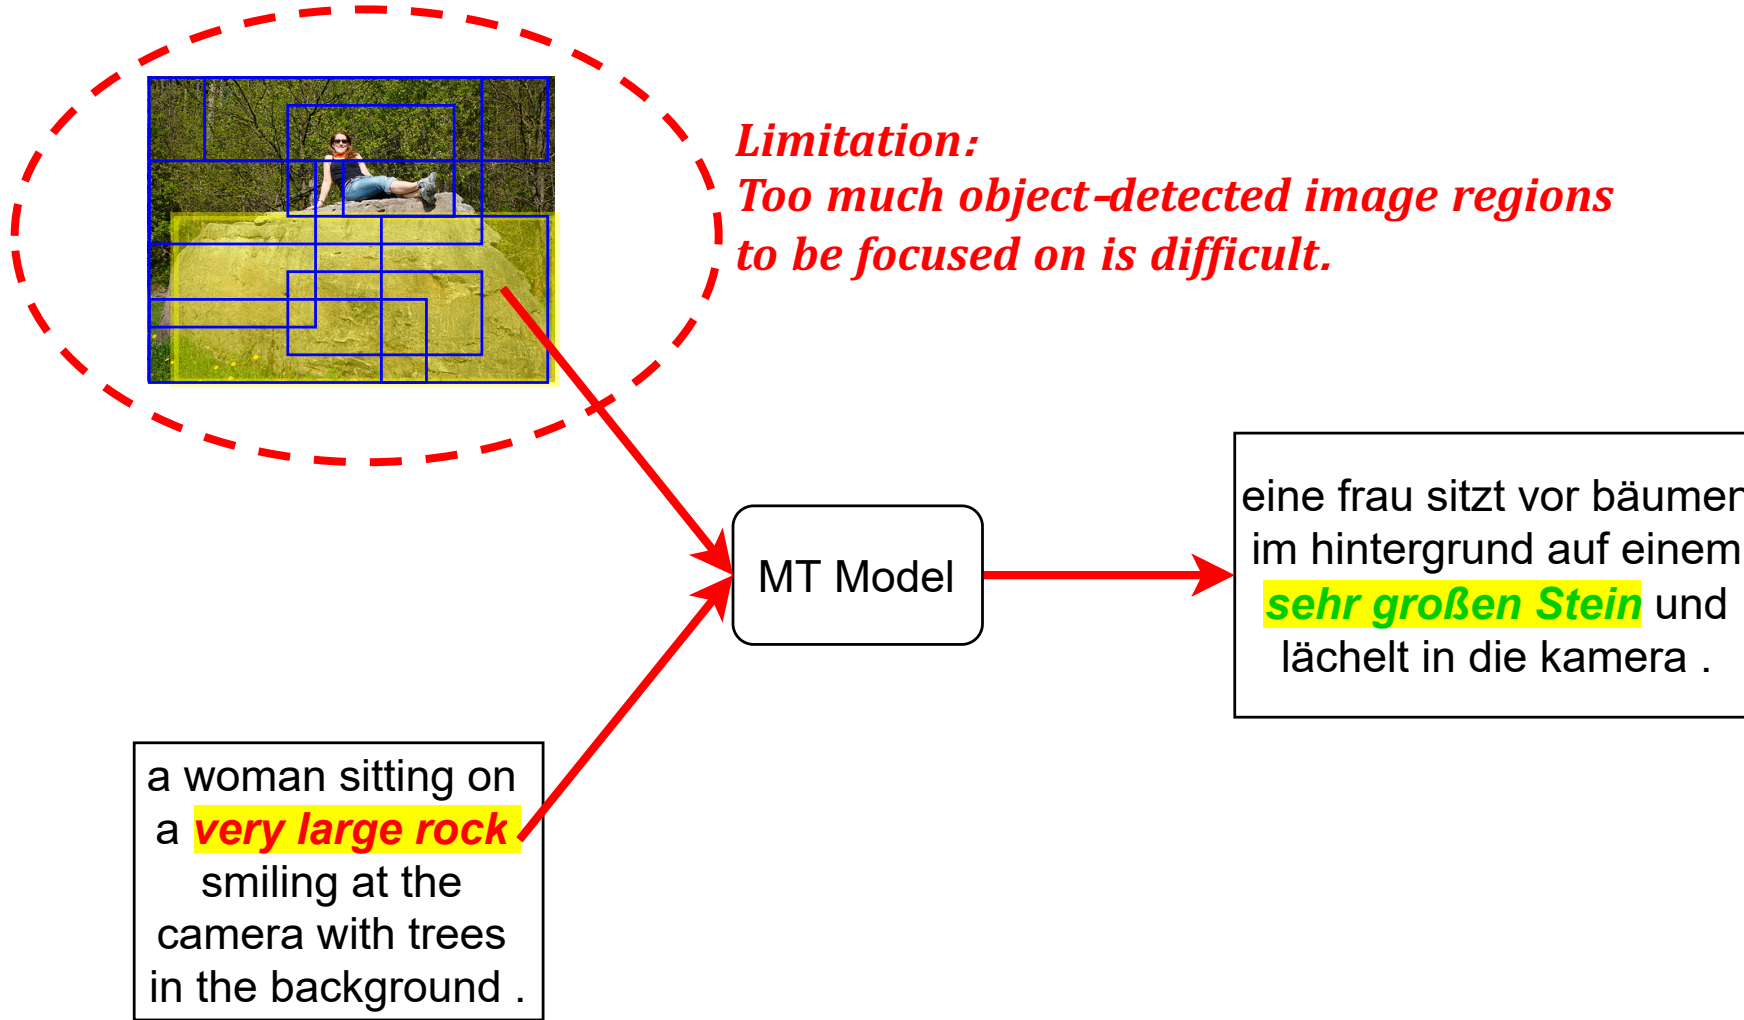 Limitation:
Too much object-detected image regions
to be focused on is difficult.
MT Model
eine frau sitzt vor bäumen
im hintergrund auf einem
sehr großen Stein und
lächelt in die kamera .
a woman sitting on
a very large rock
smiling at the
camera with trees
in the background .